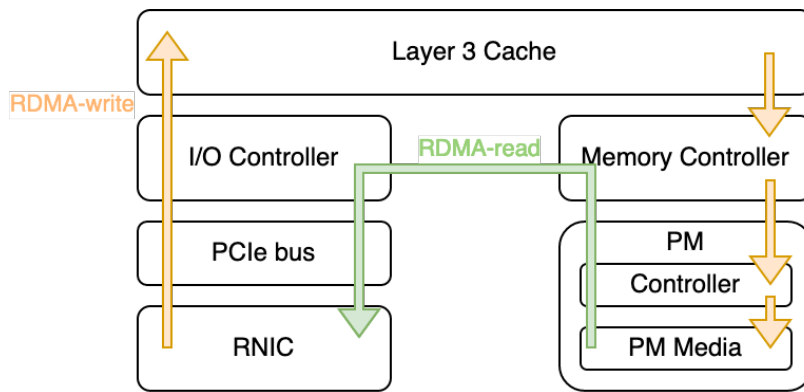 Layer 3 Cache
RDMA-write
I/O Controller
RDMA-read
Memory Controller
PCIe bus
PM
Controller
RNIC
PM Media